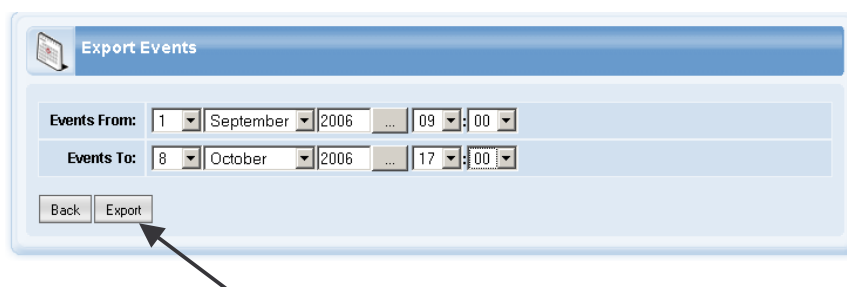 Export Events
Events From: 1 September 2006 ... 09 : 00
Events To: 8 October 2006 ... 17 : 00
Back Export